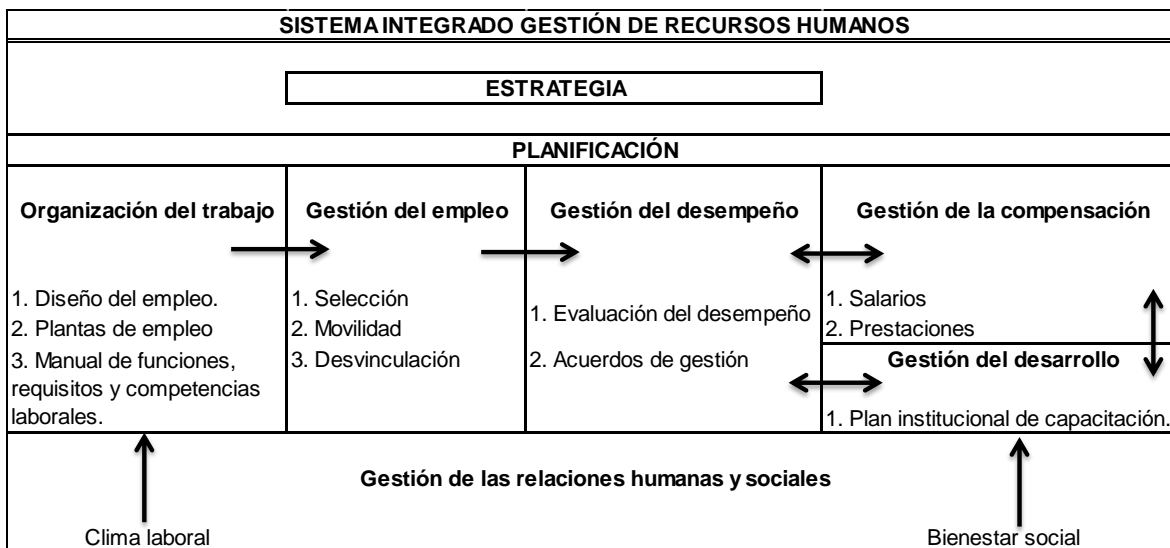 SISTEMA INTEGRADO GESTIÓN DE RECURSOS HUMANOS
ESTRATEGIA
PLANIFICACIÓN
Organización del trabajo
1. Diseño del empleo.
2. Plantas de empleo
3. Manual de funciones,
requisitos y competencias
laborales.
Gestión del empleo
1. Selección
2. Movilidad
3. Desvinculación
Gestión del desempeño
1. Evaluación del desempeño
2. Acuerdos de gestión
Gestión de la compensación
1. Salarios
2. Prestaciones
Gestión del desarrollo
1. Plan institucional de capacitación.
Gestión de las relaciones humanas y sociales
Clima laboral
Bienestar social